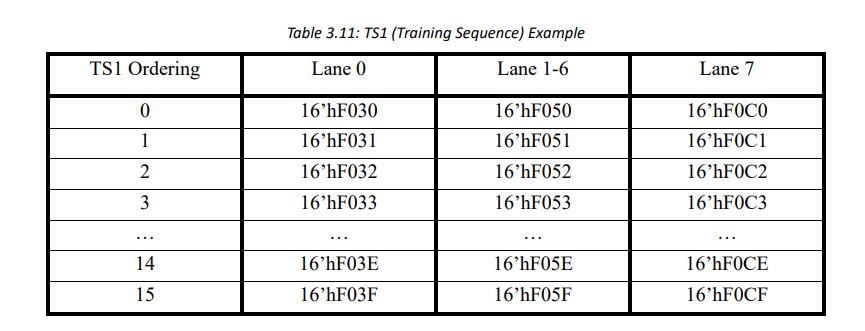 Table 3.11: TS1 (Training Sequence) Example
TS1 Ordering Lane 0 Lane 1-6 Lane 7
0 16’hF030 16’hF050 16’hF0C0
1 16’hF031 16’hF051 16’hF0C1
2 16’hF032 16’hF052 16’hF0C2
3 16’hF033 16’hF053 16’hF0C3
… … … …
14 16’hF03E 16’hF05E 16’hF0CE
15 16’hF03F 16’hF05F 16’hF0CF